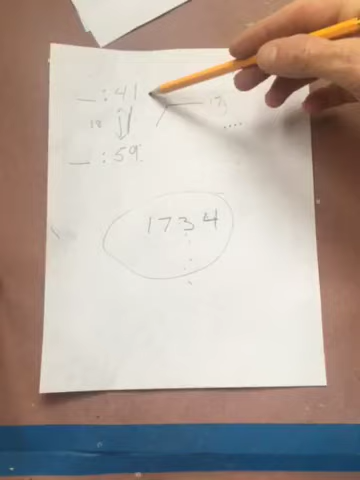 _ : 41
18
_ : 59
1734